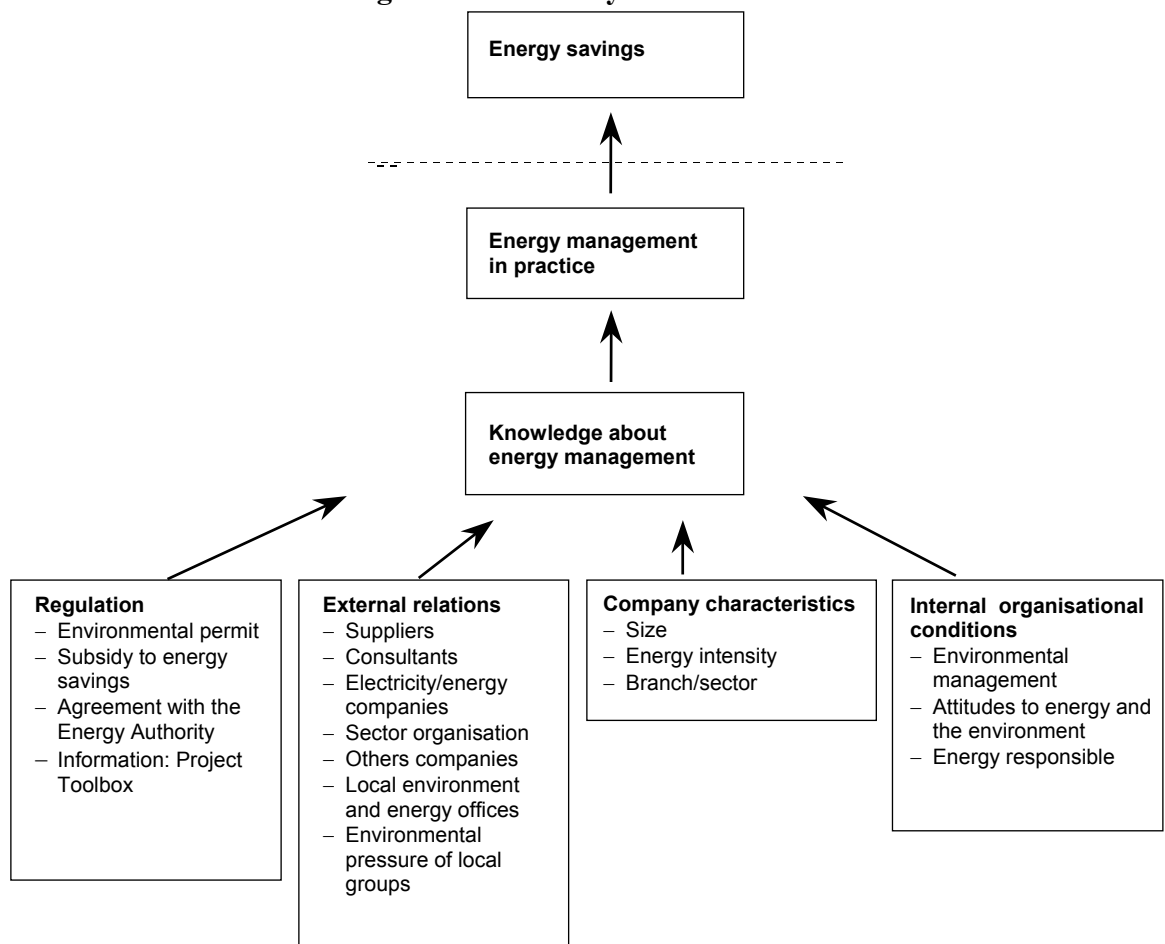 Energy savings
Energy management
in practice
Knowledge about
energy management
Regulation
– Environmental permit
– Subsidy to energy
savings
– Agreement with the
Energy Authority
– Information: Project
Toolbox
External relations
– Suppliers
– Consultants
– Electricity/energy
companies
– Sector organisation
– Others companies
– Local environment
and energy offices
– Environmental
pressure of local
groups
Company characteristics
– Size
– Energy intensity
– Branch/sector
Internal organisational
conditions
– Environmental
management
– Attitudes to energy and
the environment
– Energy responsible